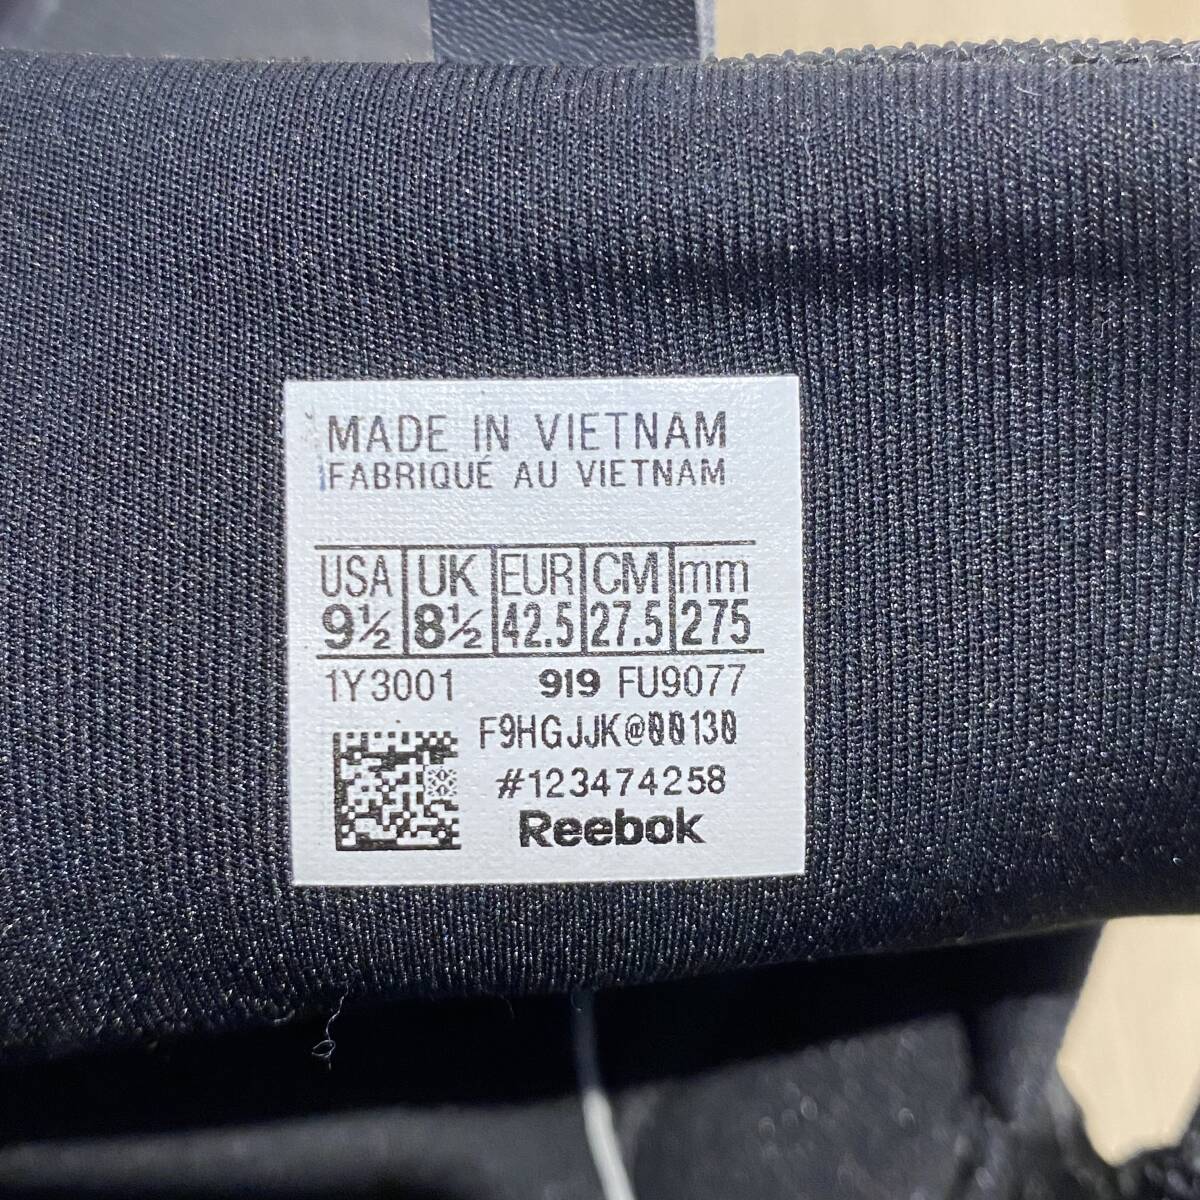 MADE IN VIETNAM
FABRIQUÉ AU VIETNAM
USA UK EUR CM mm
9½ 8½ 42.5 27.5 275
1Y3001 919 FU9077
F9HGJJK@00130
#123474258
Reebok